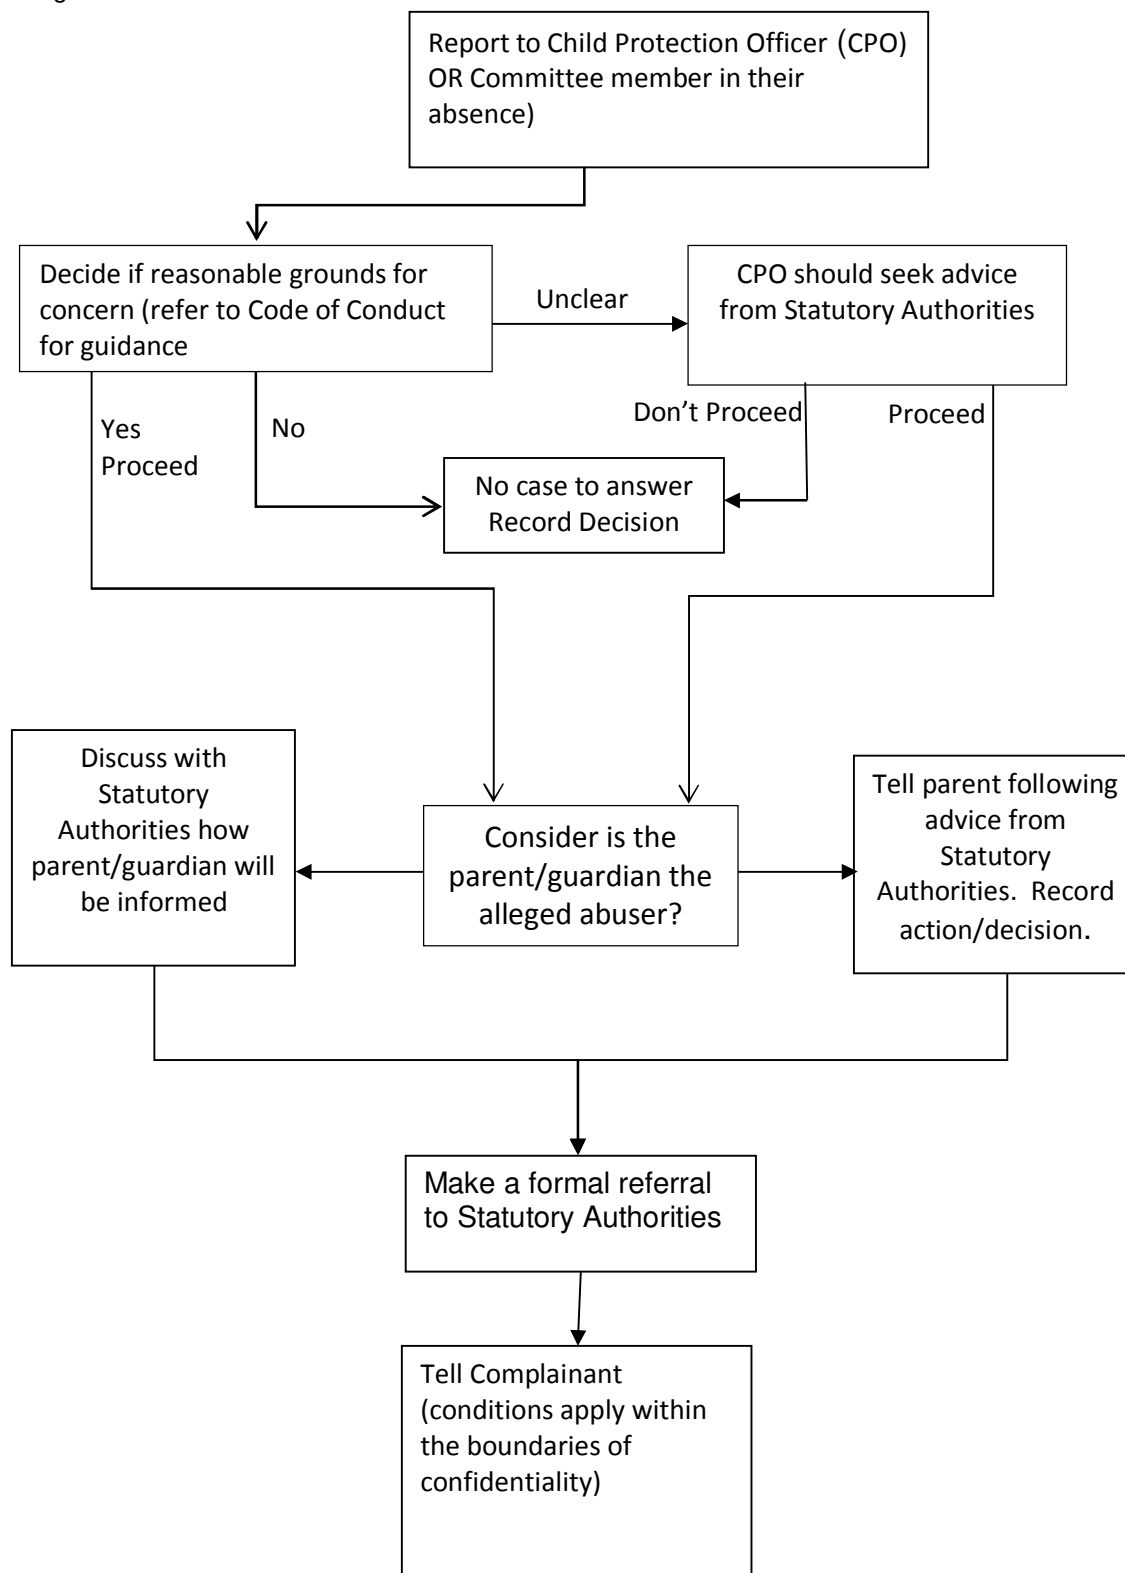 Report to Child Protection Officer (CPO)
OR Committee member in their
absence)
Decide if reasonable grounds for
concern (refer to Code of Conduct
for guidance
Unclear
CPO should seek advice
from Statutory Authorities
Yes
Proceed
No
Don’t Proceed
Proceed
No case to answer
Record Decision
Discuss with
Statutory
Authorities how
parent/guardian will
be informed
Consider is the
parent/guardian the
alleged abuser?
Tell parent following
advice from
Statutory
Authorities.  Record
action/decision.
Make a formal referral
to Statutory Authorities
Tell Complainant
(conditions apply within
the boundaries of
confidentiality)